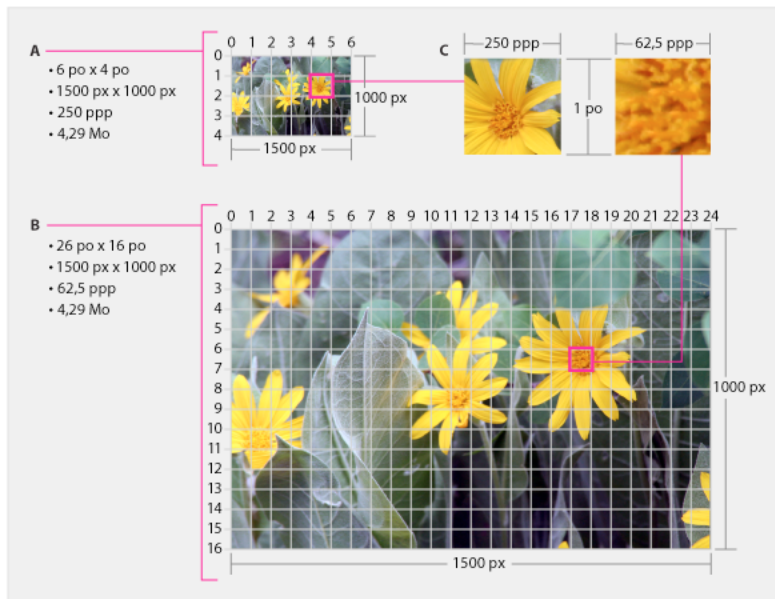 A
• 6 po x 4 po
• 1500 px x 1000 px
• 250 ppp
• 4,29 Mo
0 1 2 3 4 5 6
0
1
2
3
4
1000 px
1500 px
C
250 ppp
1 po
62,5 ppp
B
• 26 po x 16 po
• 1500 px x 1000 px
• 62,5 ppp
• 4,29 Mo
0 1 2 3 4 5 6 7 8 9 10 11 12 13 14 15 16 17 18 19 20 21 22 23 24
0
1
2
3
4
5
6
7
8
9
10
11
12
13
14
15
16
1000 px
1500 px